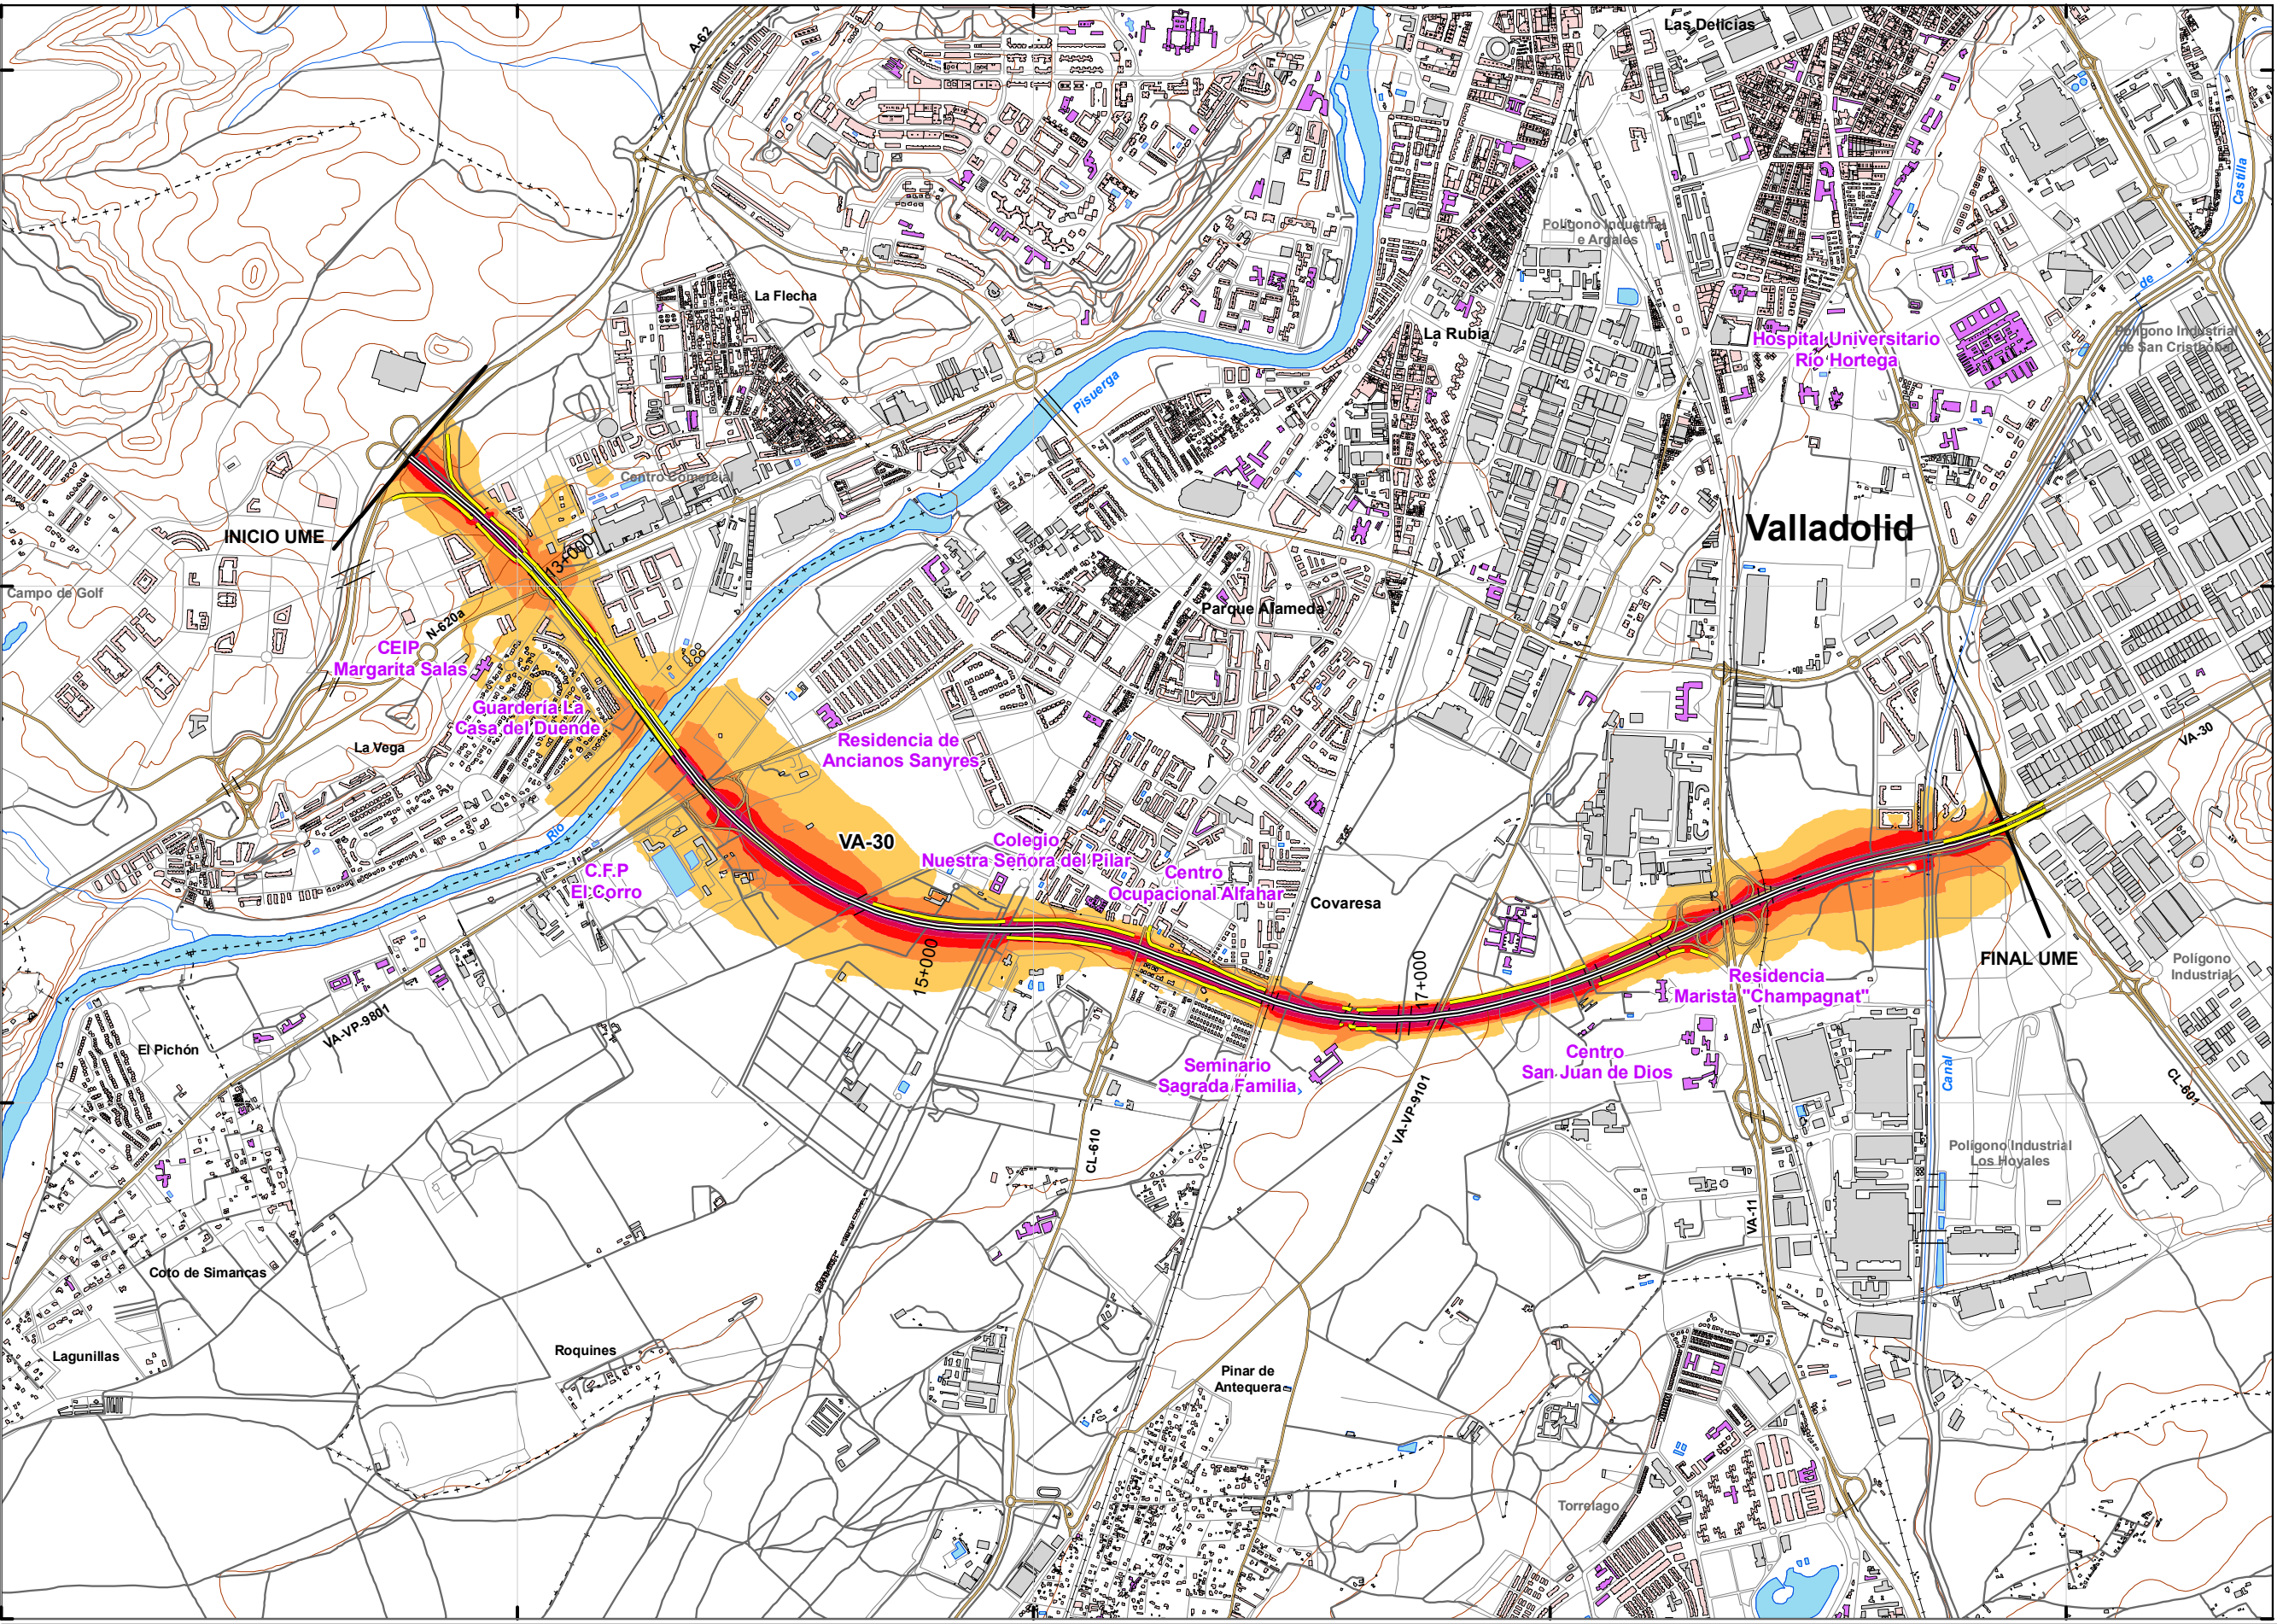 Las Delicias
A-62
Castilla
de
Polígono Industrial
e Argales
La Flecha
La Rubia
Hospital Universitario
Río Hortega
Polígono Industrial
de San Cristóbal
Pisuerga
Centro Comercial
INICIO UME
Valladolid
13+000
Campo de Golf
N-620a
Parque Alameda
CEIP
Margarita Salas
Guardería La
Casa del Duende
La Vega
Residencia de
Ancianos Sanyres
VA-30
Río
VA-30
Colegio
Nuestra Señora del Pilar
C.F.P
El Corro
Centro
Ocupacional Alfahar
Covaresa
15+000
17+000
FINAL UME
Polígono
Industrial
Residencia
Marista "Champagnat"
VA-VP-9801
El Pichón
Seminario
Sagrada Familia
Centro
San Juan de Dios
Canal
CL-601
VA-VP-9101
CL-610
Polígono Industrial
Los Hoyales
VA-11
Coto de Simancas
Lagunillas
Roquines
Pinar de
Antequera
Torrelago